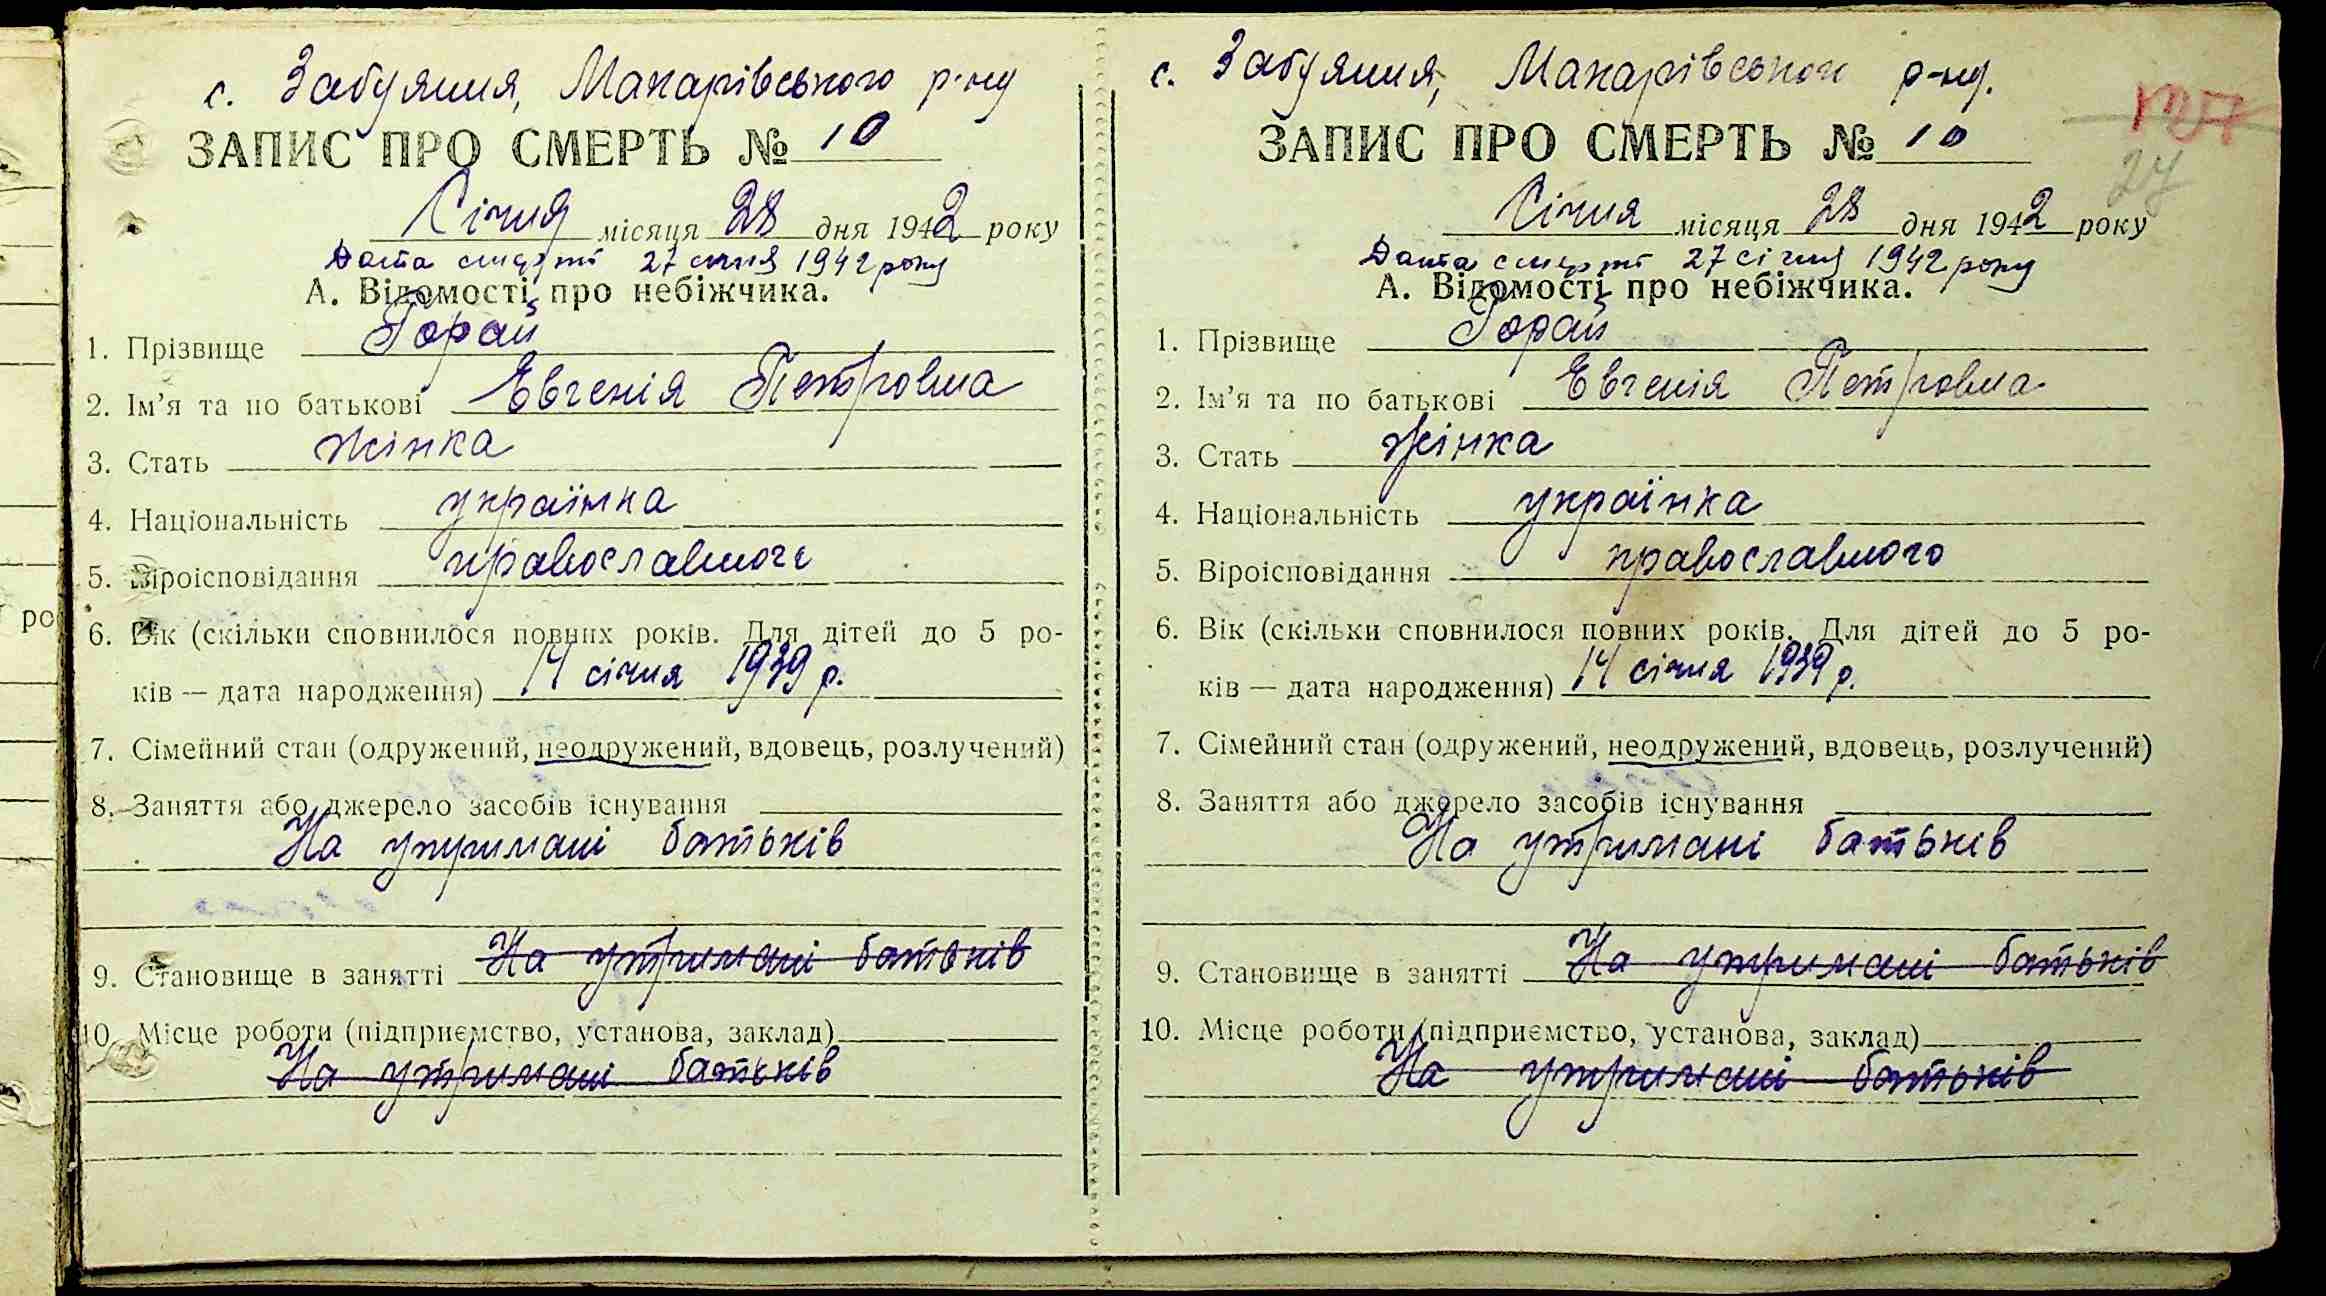 с. Забуяння, Макарівського р-ну
ЗАПИС ПРО СМЕРТЬ № 10
Січня місяця 28 дня 1942 року
Дата смерті 27 січня 1942 року
А. Відомості про небіжчика.
1. Прізвище Горай
2. Ім'я та по батькові Евгенія Петровна
3. Стать жінка
4. Національність українка
5. Віроісповідання православного
6. Вік (скільки сповнилося повних років. Для дітей до 5 ро-
ків — дата народження) 14 січня 1939 р.
7. Сімейний стан (одружений, неодружений, вдовець, розлучений)
8. Заняття або джерело засобів існування
На утримані батьків
9. Становище в занятті На утримані батьків
10. Місце роботи (підприємство, установа, заклад)
На утримані батьків
с. Забуяння, Макарівського р-ну.
ЗАПИС ПРО СМЕРТЬ № 10
Січня місяця 28 дня 1942 року
Дата смерті 27 січня 1942 року
А. Відомості про небіжчика.
1. Прізвище Горай
2. Ім'я та по батькові Евгенія Петровна
3. Стать жінка
4. Національність українка
5. Віроісповідання православного
6. Вік (скільки сповнилося повних років. Для дітей до 5 ро-
ків — дата народження) 14 січня 1939 р.
7. Сімейний стан (одружений, неодружений, вдовець, розлучений)
8. Заняття або джерело засобів існування
На утримані батьків
9. Становище в занятті На утримані батьків
10. Місце роботи (підприємство, установа, заклад)
На утримані батьків
27
ро